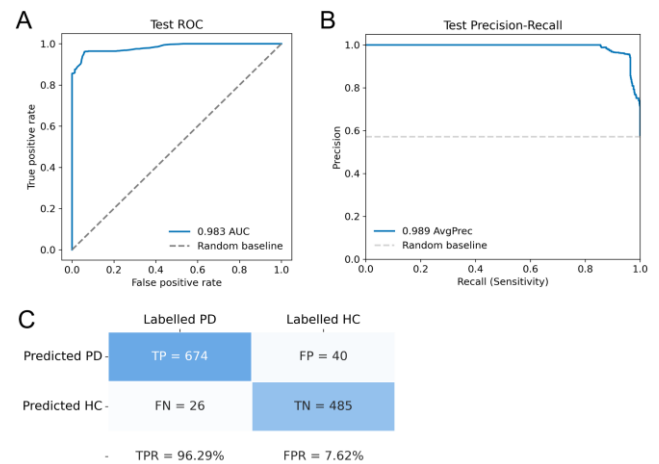 A
Test ROC
1.0
0.8
0.6
0.4
0.2
0.0
True positive rate
0.983 AUC
Random baseline
0.0 0.2 0.4 0.6 0.8 1.0
False positive rate
B
Test Precision-Recall
1.0
0.8
0.6
0.4
0.2
0.0
Precision
0.989 AvgPrec
Random baseline
0.0 0.2 0.4 0.6 0.8 1.0
Recall (Sensitivity)
C
Labelled PD Labelled HC
Predicted PD TP = 674 FP = 40
Predicted HC FN = 26 TN = 485
TPR = 96.29% FPR = 7.62%